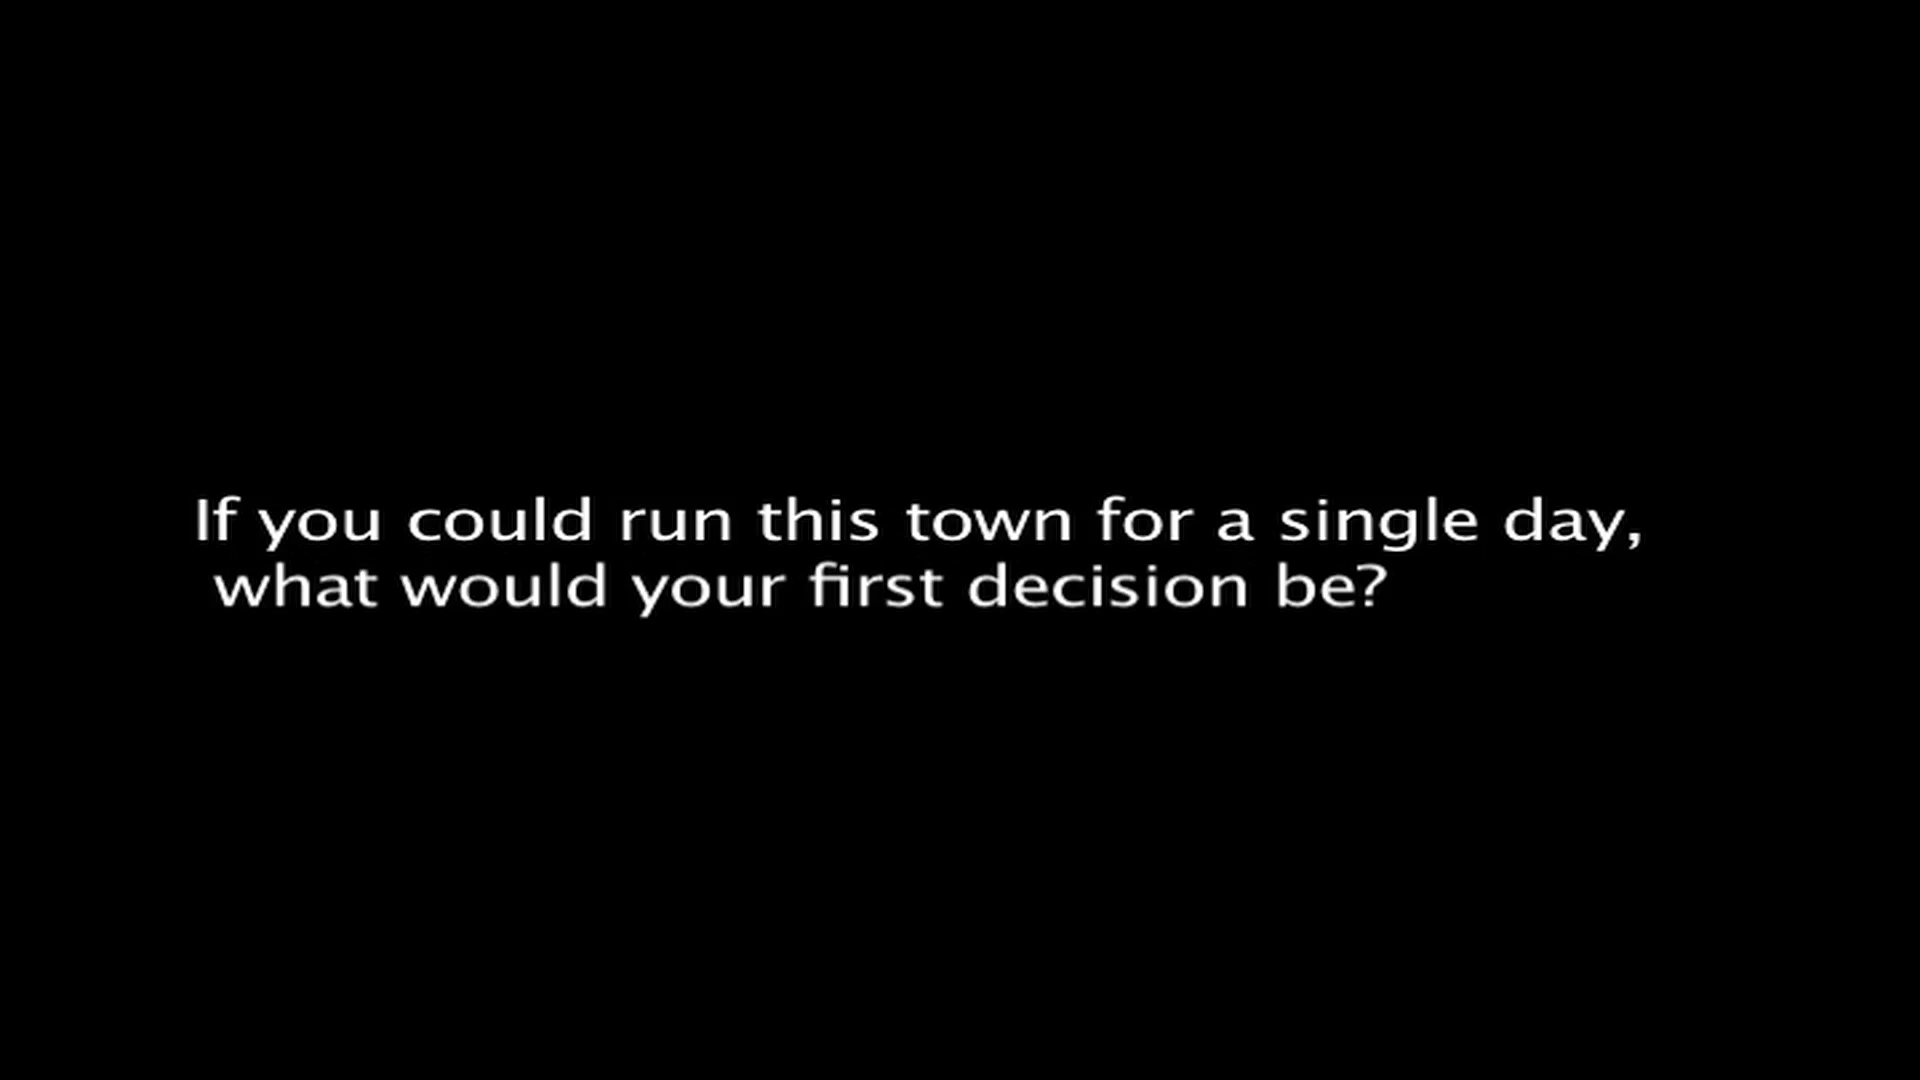 If you could run this town for a single day,
what would your first decision be?